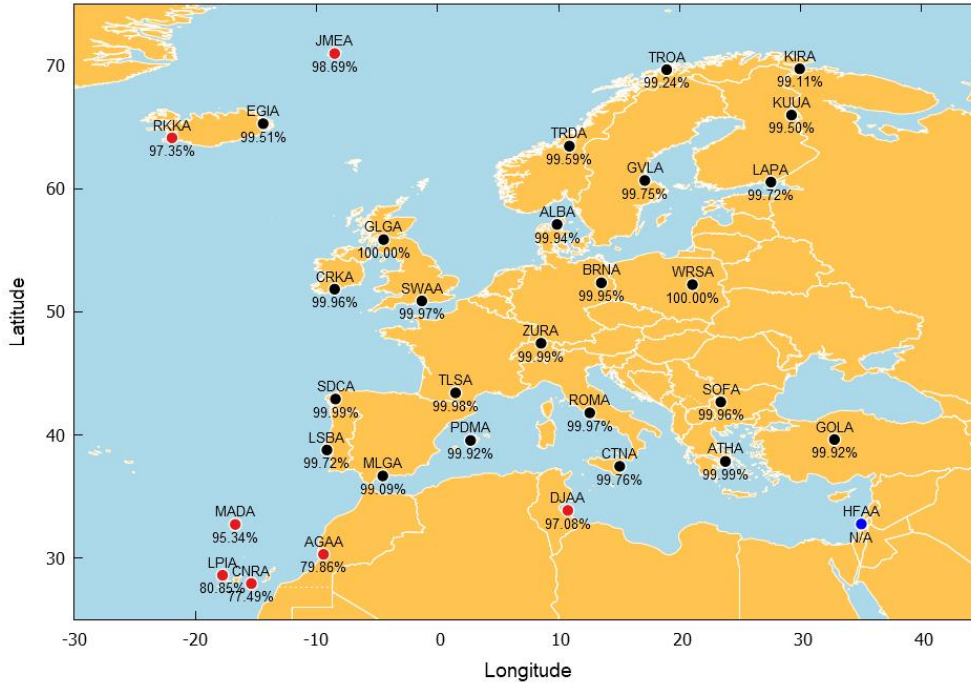 70
60
50
40
30
Latitude
JMEA
98.69%
TROA
99.24%
KIRA
99.11%
KUUA
99.50%
EGIA
99.51%
RKKA
97.35%
TRDA
99.59%
GVLA
99.75%
LAPA
99.72%
ALBA
99.94%
GLGA
100.00%
CRKA
99.96%
SWAA
99.97%
BRNA
99.95%
WRSA
100.00%
ZURA
99.99%
SDCA
99.99%
TLSA
99.98%
ROMA
99.97%
SOFA
99.96%
PDMA
99.92%
GOLA
99.92%
LSBA
99.72%
MLGA
99.09%
CTNA
99.76%
ATHA
99.99%
MADA
95.34%
DJAA
97.08%
HFAA
N/A
AGAA
79.86%
LPIA
80.85%
CNRA
77.49%
-30
-20
-10
0
10
20
30
40
Longitude